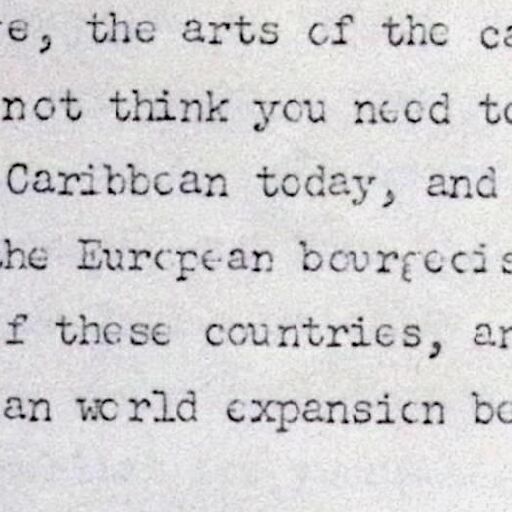 e, the arts of the ca
not think you need to
Caribbean today, and
he European bourgeois
f these countries, an
an world expansion be